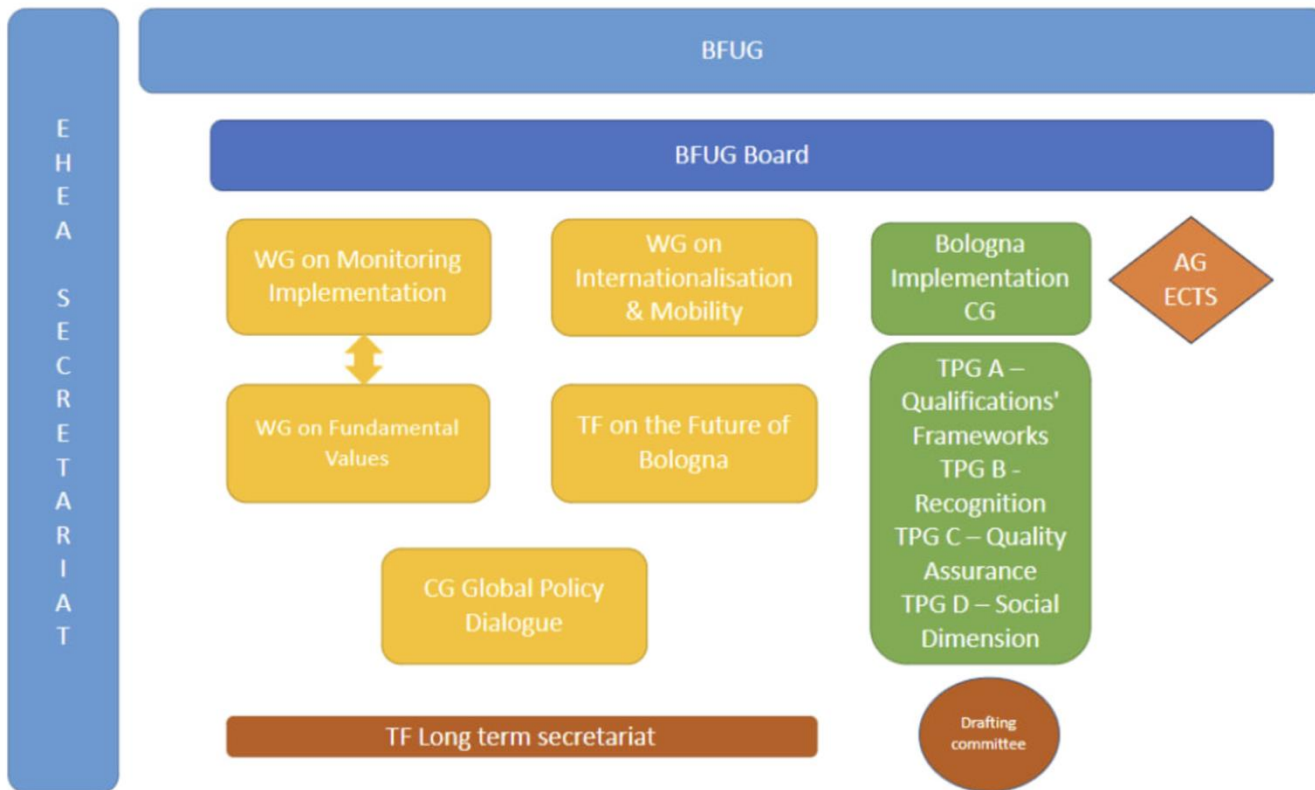 EHEA SECRETARIAT
BFUG
BFUG Board
WG on Monitoring
Implementation
WG on
Internationalisation
& Mobility
Bologna
Implementation
CG
AG
ECTS
WG on Fundamental
Values
TF on the Future of
Bologna
TPG A –
Qualifications'
Frameworks
TPG B -
Recognition
TPG C – Quality
Assurance
TPG D – Social
Dimension
CG Global Policy
Dialogue
TF Long term secretariat
Drafting
committee